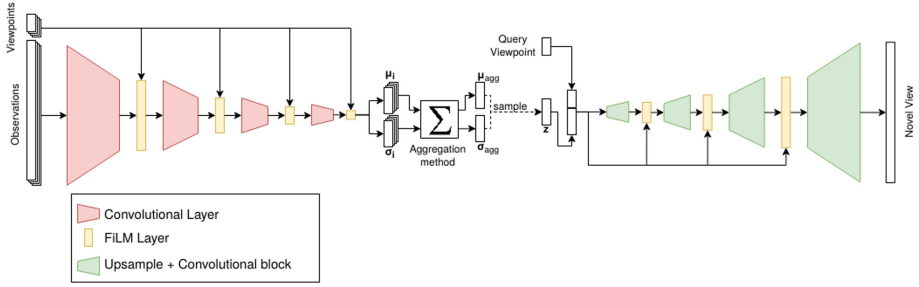 Viewpoints
Observations
μi
σi
Σ
Aggregation
method
μagg
σagg
sample
z
Query
Viewpoint
Novel View
Convolutional Layer
FiLM Layer
Upsample + Convolutional block